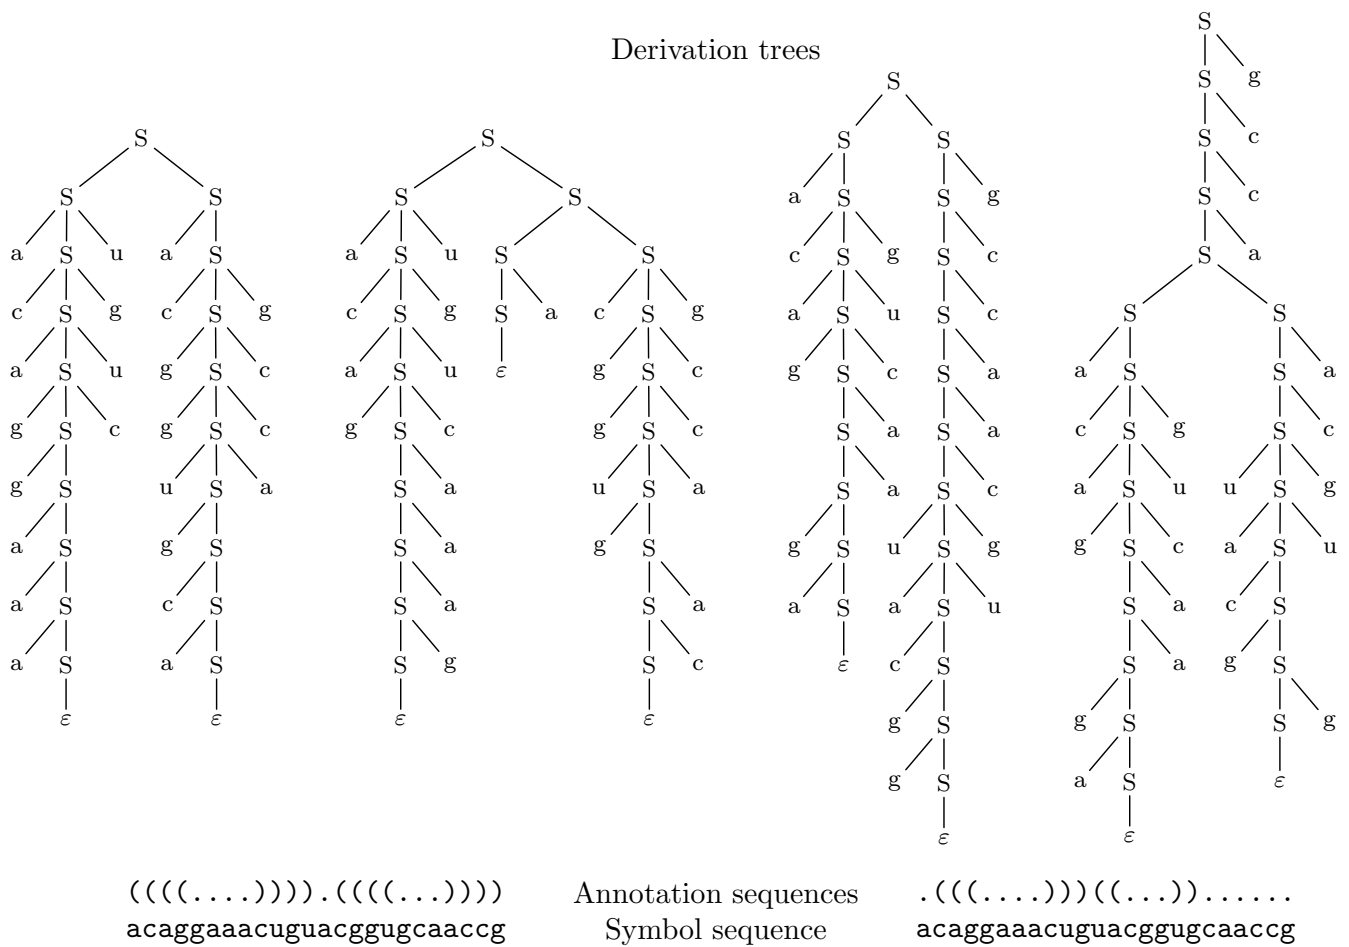 S
Derivation trees
S S g
S S S S S c
S S S S a S S g S c
a S u a S a S u S S c S g S c S a
c S g c S g c S g S a c S g a S u S c S S
a S u g S c a S u ε g S c g S c S a a S S a
g S c g S c g S c g S c S a S a c S g S c
g S u S a S a u S a S a S c a S u u S g
a S g S S a g S g S u S g g S c a S u
a S c S S a S a a S a S u S a c S
a S a S S g S c ε c S S a g S
ε ε ε ε g S g S S g
g S a S ε
ε ε
((((....)))).((((...)))) Annotation sequences .(((....)))((...))......
acaggaaacuguacggugcaaccg Symbol sequence acaggaaacuguacggugcaaccg